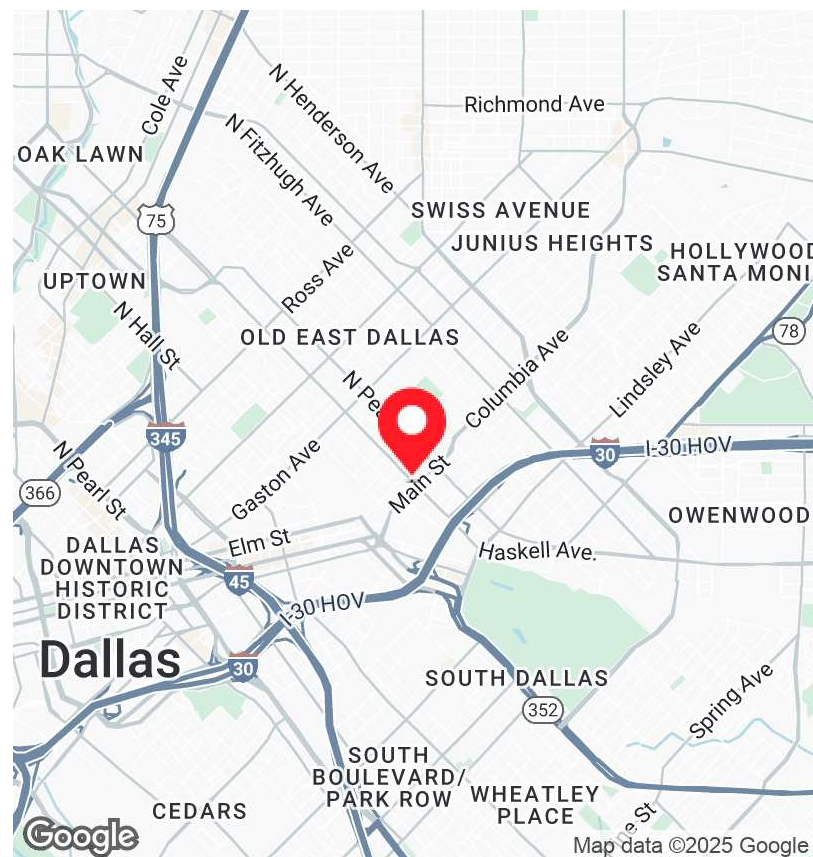 Cole Ave
N Henderson Ave
Richmond Ave
N Fitzhugh Ave
OAK LAWN
75
SWISS AVENUE
JUNIUS HEIGHTS
HOLLYWOOD
SANTA MONI
Ross Ave
UPTOWN
N Hall St
OLD EAST DALLAS
78
Columbia Ave
Lindsley Ave
N Pea
345
30
I-30 HOV
Gaston Ave
Main St
N Pearl St
366
OWENWOOD
Elm St
Haskell Ave.
DALLAS
DOWNTOWN
HISTORIC
DISTRICT
45
I-30 HOV
Dallas
30
SOUTH DALLAS
352
Spring Ave
SOUTH
BOULEVARD/
PARK ROW
WHEATLEY
PLACE
CEDARS
ine St
Google
Map data ©2025 Google